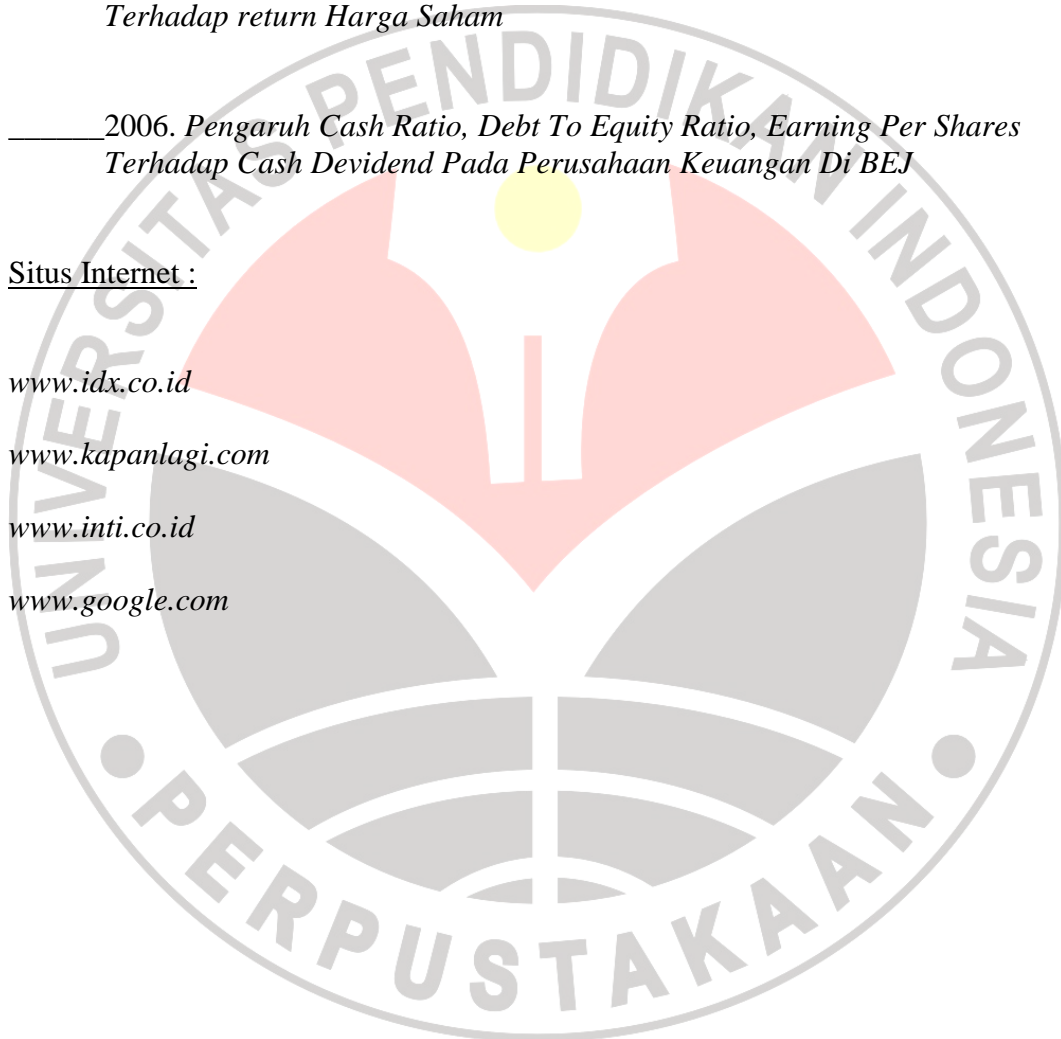 Terhadap return Harga Saham
______2006. Pengaruh Cash Ratio, Debt To Equity Ratio, Earning Per Shares
Terhadap Cash Devidend Pada Perusahaan Keuangan Di BEJ
Situs Internet :
www.idx.co.id
www.kapanlagi.com
www.inti.co.id
www.google.com
UNIVERSITAS PENDIDIKAN INDONESIA
PERPUSTAKAAN